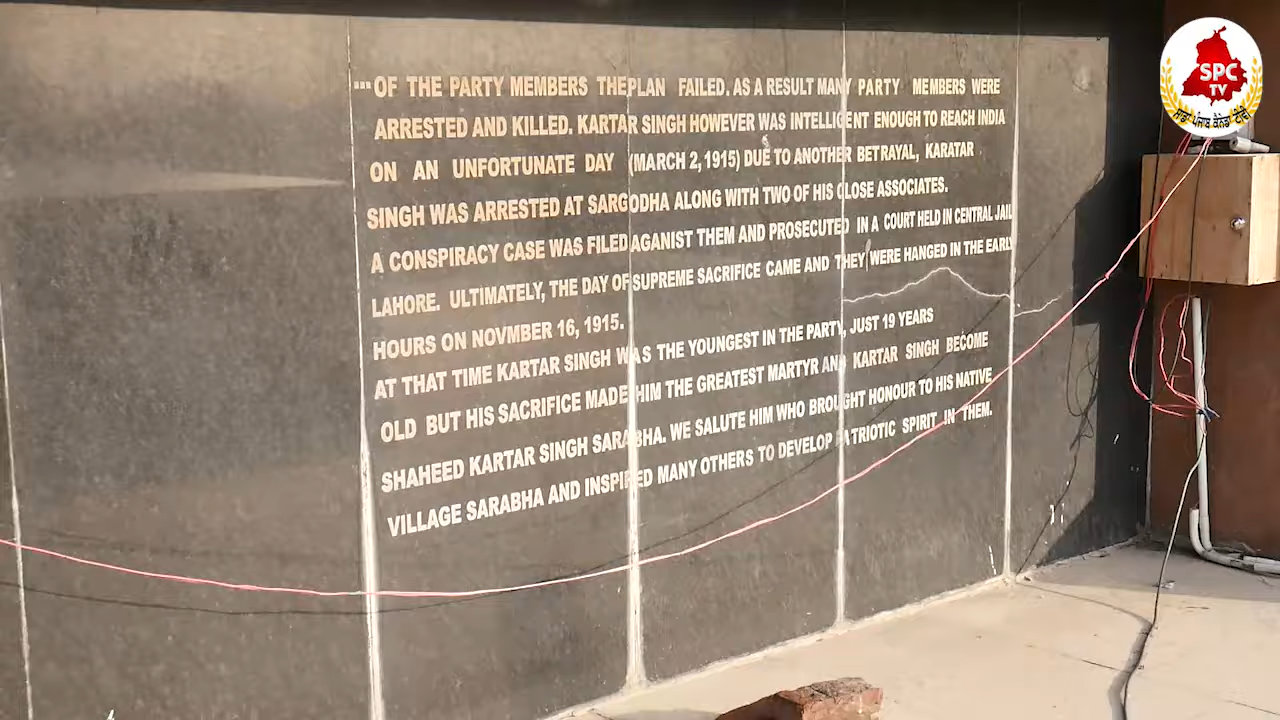 ...OF THE PARTY MEMBERS THEPLAN FAILED. AS A RESULT MANY PARTY MEMBERS WERE
ARRESTED AND KILLED. KARTAR SINGH HOWEVER WAS INTELLIGENT ENOUGH TO REACH INDIA
ON AN UNFORTUNATE DAY (MARCH 2, 1915) DUE TO ANOTHER BETRAYAL, KARATAR
SINGH WAS ARRESTED AT SARGODHA ALONG WITH TWO OF HIS CLOSE ASSOCIATES.
A CONSPIRACY CASE WAS FILED AGANIST THEM AND PROSECUTED IN A COURT HELD IN CENTRAL JAIL
LAHORE. ULTIMATELY, THE DAY OF SUPREME SACRIFICE CAME AND THEY WERE HANGED IN THE EARLY
HOURS ON NOVMBER 16, 1915.
AT THAT TIME KARTAR SINGH WAS THE YOUNGEST IN THE PARTY, JUST 19 YEARS
OLD BUT HIS SACRIFICE MADE HIM THE GREATEST MARTYR AND KARTAR SINGH BECOME
SHAHEED KARTAR SINGH SARABHA. WE SALUTE HIM WHO BROUGHT HONOUR TO HIS NATIVE
VILLAGE SARABHA AND INSPIRED MANY OTHERS TO DEVELOP PATRIOTIC SPIRIT IN THEM.
SPC
TV
ਸਾਡਾ ਪੰਜਾਬ ਕੈਨੇਡਾ ਟੀਵੀ